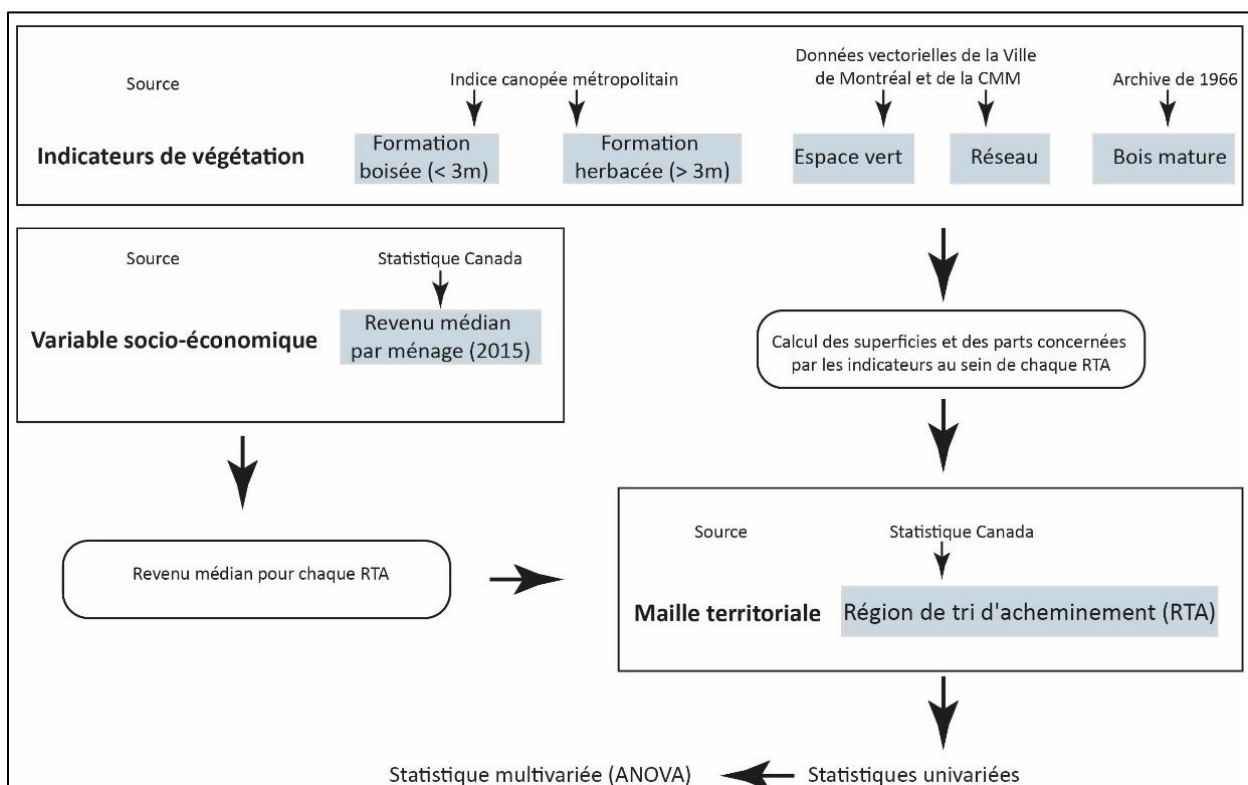 Source
Indice canopée métropolitain
Données vectorielles de la Ville
de Montréal et de la CMM
Archive de 1966
Indicateurs de végétation
Formation
boisée (< 3m)
Formation
herbacée (> 3m)
Espace vert
Réseau
Bois mature
Source
Statistique Canada
Variable socio-économique
Revenu médian
par ménage (2015)
Calcul des superficies et des parts concernées
par les indicateurs au sein de chaque RTA
Revenu médian pour chaque RTA
Source
Statistique Canada
Maille territoriale
Région de tri d'acheminement (RTA)
Statistique multivariée (ANOVA)
Statistiques univariées